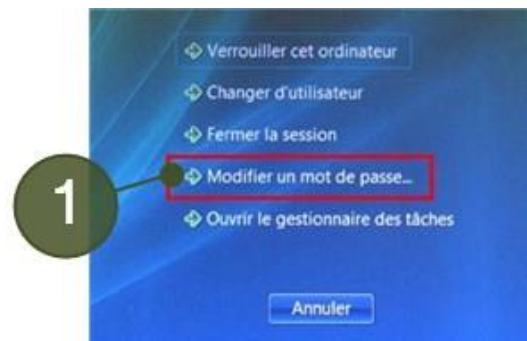 Verrouiller cet ordinateur
Changer d'utilisateur
Fermer la session
1
Modifier un mot de passe...
Ouvrir le gestionnaire des tâches
Annuler